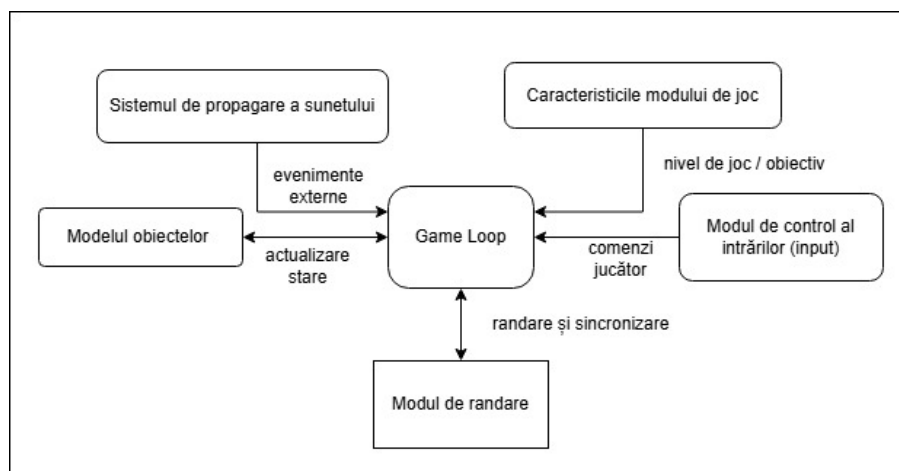 Sistemul de propagare a sunetului
Caracteristicile modului de joc
evenimente
externe
nivel de joc / obiectiv
Modelul obiectelor
actualizare
stare
Game Loop
comenzi
jucător
Modul de control al
intrărilor (input)
randare și sincronizare
Modul de randare